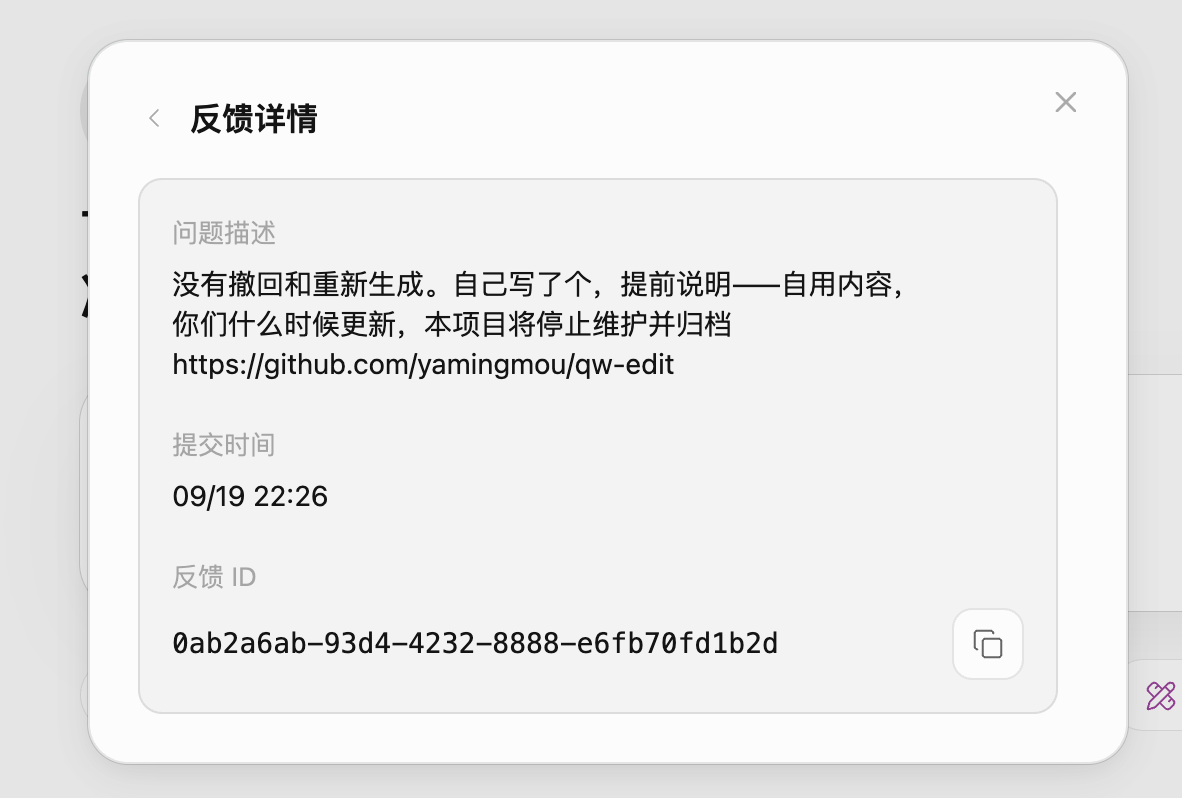 反馈详情
问题描述
没有撤回和重新生成。自己写了个，提前说明——自用内容，
你们什么时候更新，本项目将停止维护并归档
https://github.com/yamingmou/qw-edit
提交时间
09/19 22:26
反馈 ID
0ab2a6ab-93d4-4232-8888-e6fb70fd1b2d